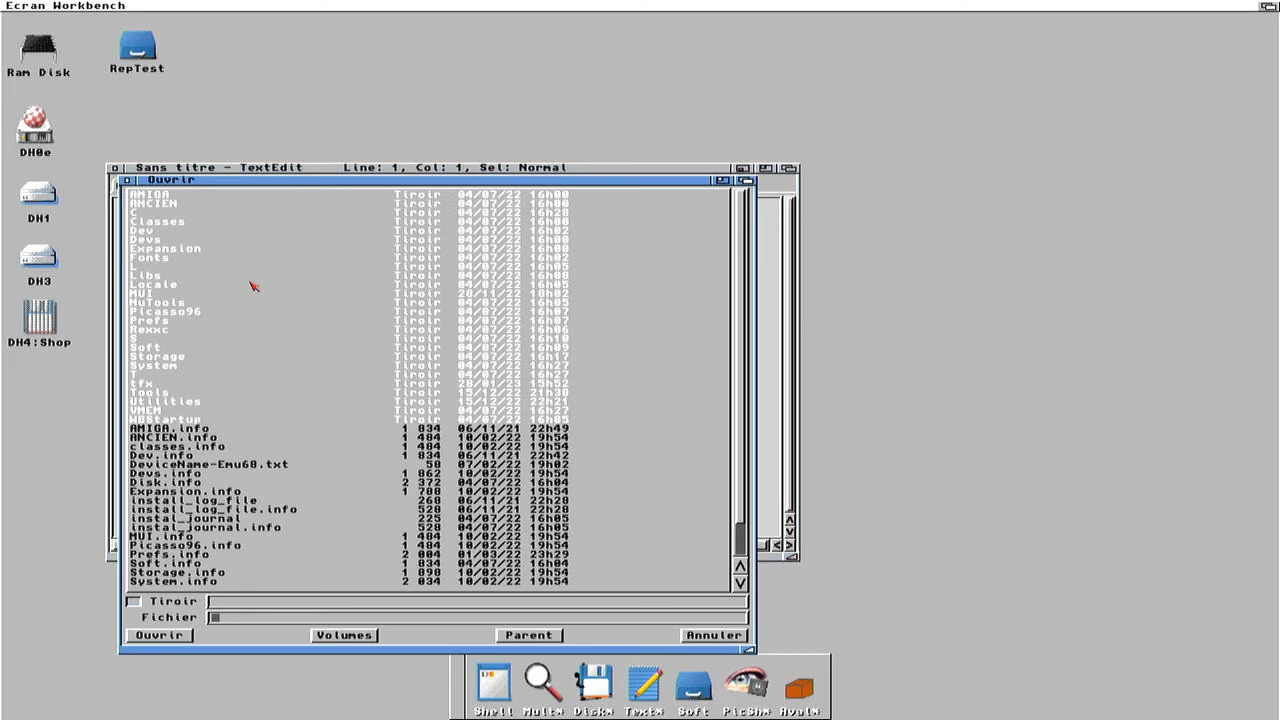 Ecran Workbench
Ram Disk
RepTest
DH0e
DH1
DH3
DH4:Shop
Sans titre - TextEdit Line: 1, Col: 1, Sel: Normal
Ouvrir
AMIGA Tiroir 04/07/22 16h00
ANCIEN Tiroir 04/07/22 16h00
C Tiroir 04/07/22 16h28
Classes Tiroir 04/07/22 16h00
Dev Tiroir 04/07/22 16h02
Devs Tiroir 04/07/22 16h00
Expansion Tiroir 04/07/22 16h00
Fonts Tiroir 04/07/22 16h02
L Tiroir 04/07/22 16h05
Libs Tiroir 04/07/22 16h08
Locale Tiroir 04/07/22 16h05
MUI Tiroir 28/11/22 18h02
MuTools Tiroir 04/07/22 16h05
Picasso96 Tiroir 04/07/22 16h07
Prefs Tiroir 04/07/22 16h07
Rexxc Tiroir 04/07/22 16h06
S Tiroir 04/07/22 16h10
Soft Tiroir 04/07/22 16h09
Storage Tiroir 04/07/22 16h17
System Tiroir 04/07/22 16h27
T Tiroir 04/07/22 16h27
tfx Tiroir 28/01/23 15h52
Tools Tiroir 15/12/22 21h30
Utilities Tiroir 15/12/22 22h21
VMEM Tiroir 04/07/22 16h27
WBStartup Tiroir 04/07/22 16h05
AMIGA.info 1 834 06/11/21 22h49
ANCIEN.info 1 484 10/02/22 19h54
classes.info 1 484 10/02/22 19h54
Dev.info 1 834 06/11/21 22h42
DeviceName-Emu68.txt 58 07/02/22 19h02
Devs.info 1 862 10/02/22 19h54
Disk.info 2 372 04/07/22 16h04
Expansion.info 1 788 10/02/22 19h54
install_log_file 268 06/11/21 22h28
install_log_file.info 528 06/11/21 22h28
instal_journal 225 04/07/22 16h05
instal_journal.info 528 04/07/22 16h05
MUI.info 1 484 10/02/22 19h54
Picasso96.info 1 484 10/02/22 19h54
Prefs.info 2 004 01/03/22 23h29
Soft.info 1 834 04/07/22 16h04
Storage.info 1 898 10/02/22 19h54
System.info 2 034 10/02/22 19h54
Tiroir
Fichier
Ouvrir Volumes Parent Annuler
Shell Mult* Disk* Text* Soft PicSh* Aval*